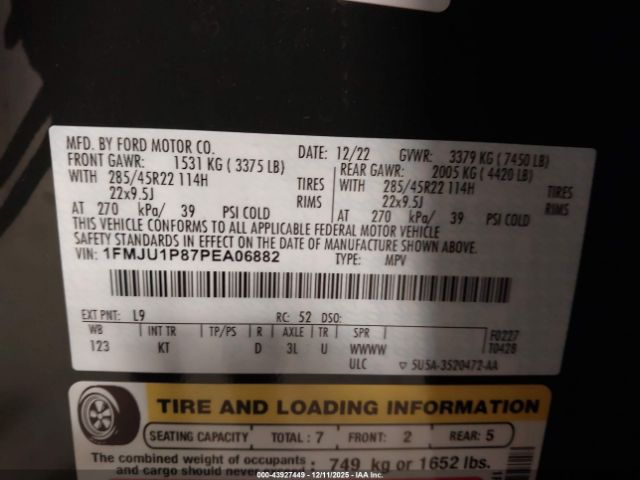 MFD. BY FORD MOTOR CO. DATE: 12/22 GVWR: 3379 KG ( 7450 LB)
FRONT GAWR: 1531 KG ( 3375 LB) REAR GAWR: 2005 KG ( 4420 LB)
WITH 285/45R22 114H TIRES WITH 285/45R22 114H TIRES
22x9.5J RIMS 22x9.5J RIMS
AT 270 kPa/ 39 PSI COLD AT 270 kPa/ 39 PSI COLD
THIS VEHICLE CONFORMS TO ALL APPLICABLE FEDERAL MOTOR VEHICLE
SAFETY STANDARDS IN EFFECT ON THE DATE OF MANUFACTURE SHOWN ABOVE.
VIN: 1FMJU1P87PEA06882 TYPE: MPV
EXT PNT: L9 RC: 52 DSO:
WB INT TR TP/PS R AXLE TR SPR F0227
123 KT D 3L U WWWW T0428
ULC ▽ SU5A-3520472-AA
TIRE AND LOADING INFORMATION
SEATING CAPACITY TOTAL : 7 FRONT: 2 REAR: 5
The combined weight of occupants
and cargo should never 749 kg or 1652 lbs.
000-43927449 - 12/11/2025 - IAA Inc.